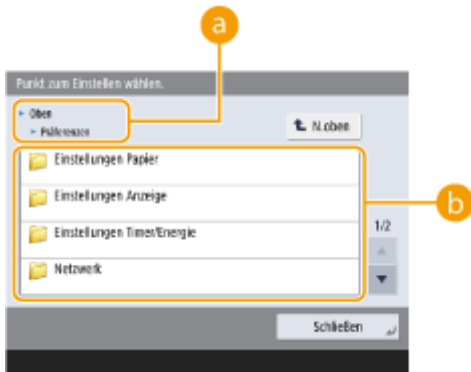 a
Punkt zum Einstellen wählen.
Oben
Präferenzen
N.oben
Einstellungen Papier
Einstellungen Anzeige
b
Einstellungen Timer/Energie
1/2
Netzwerk
Schließen